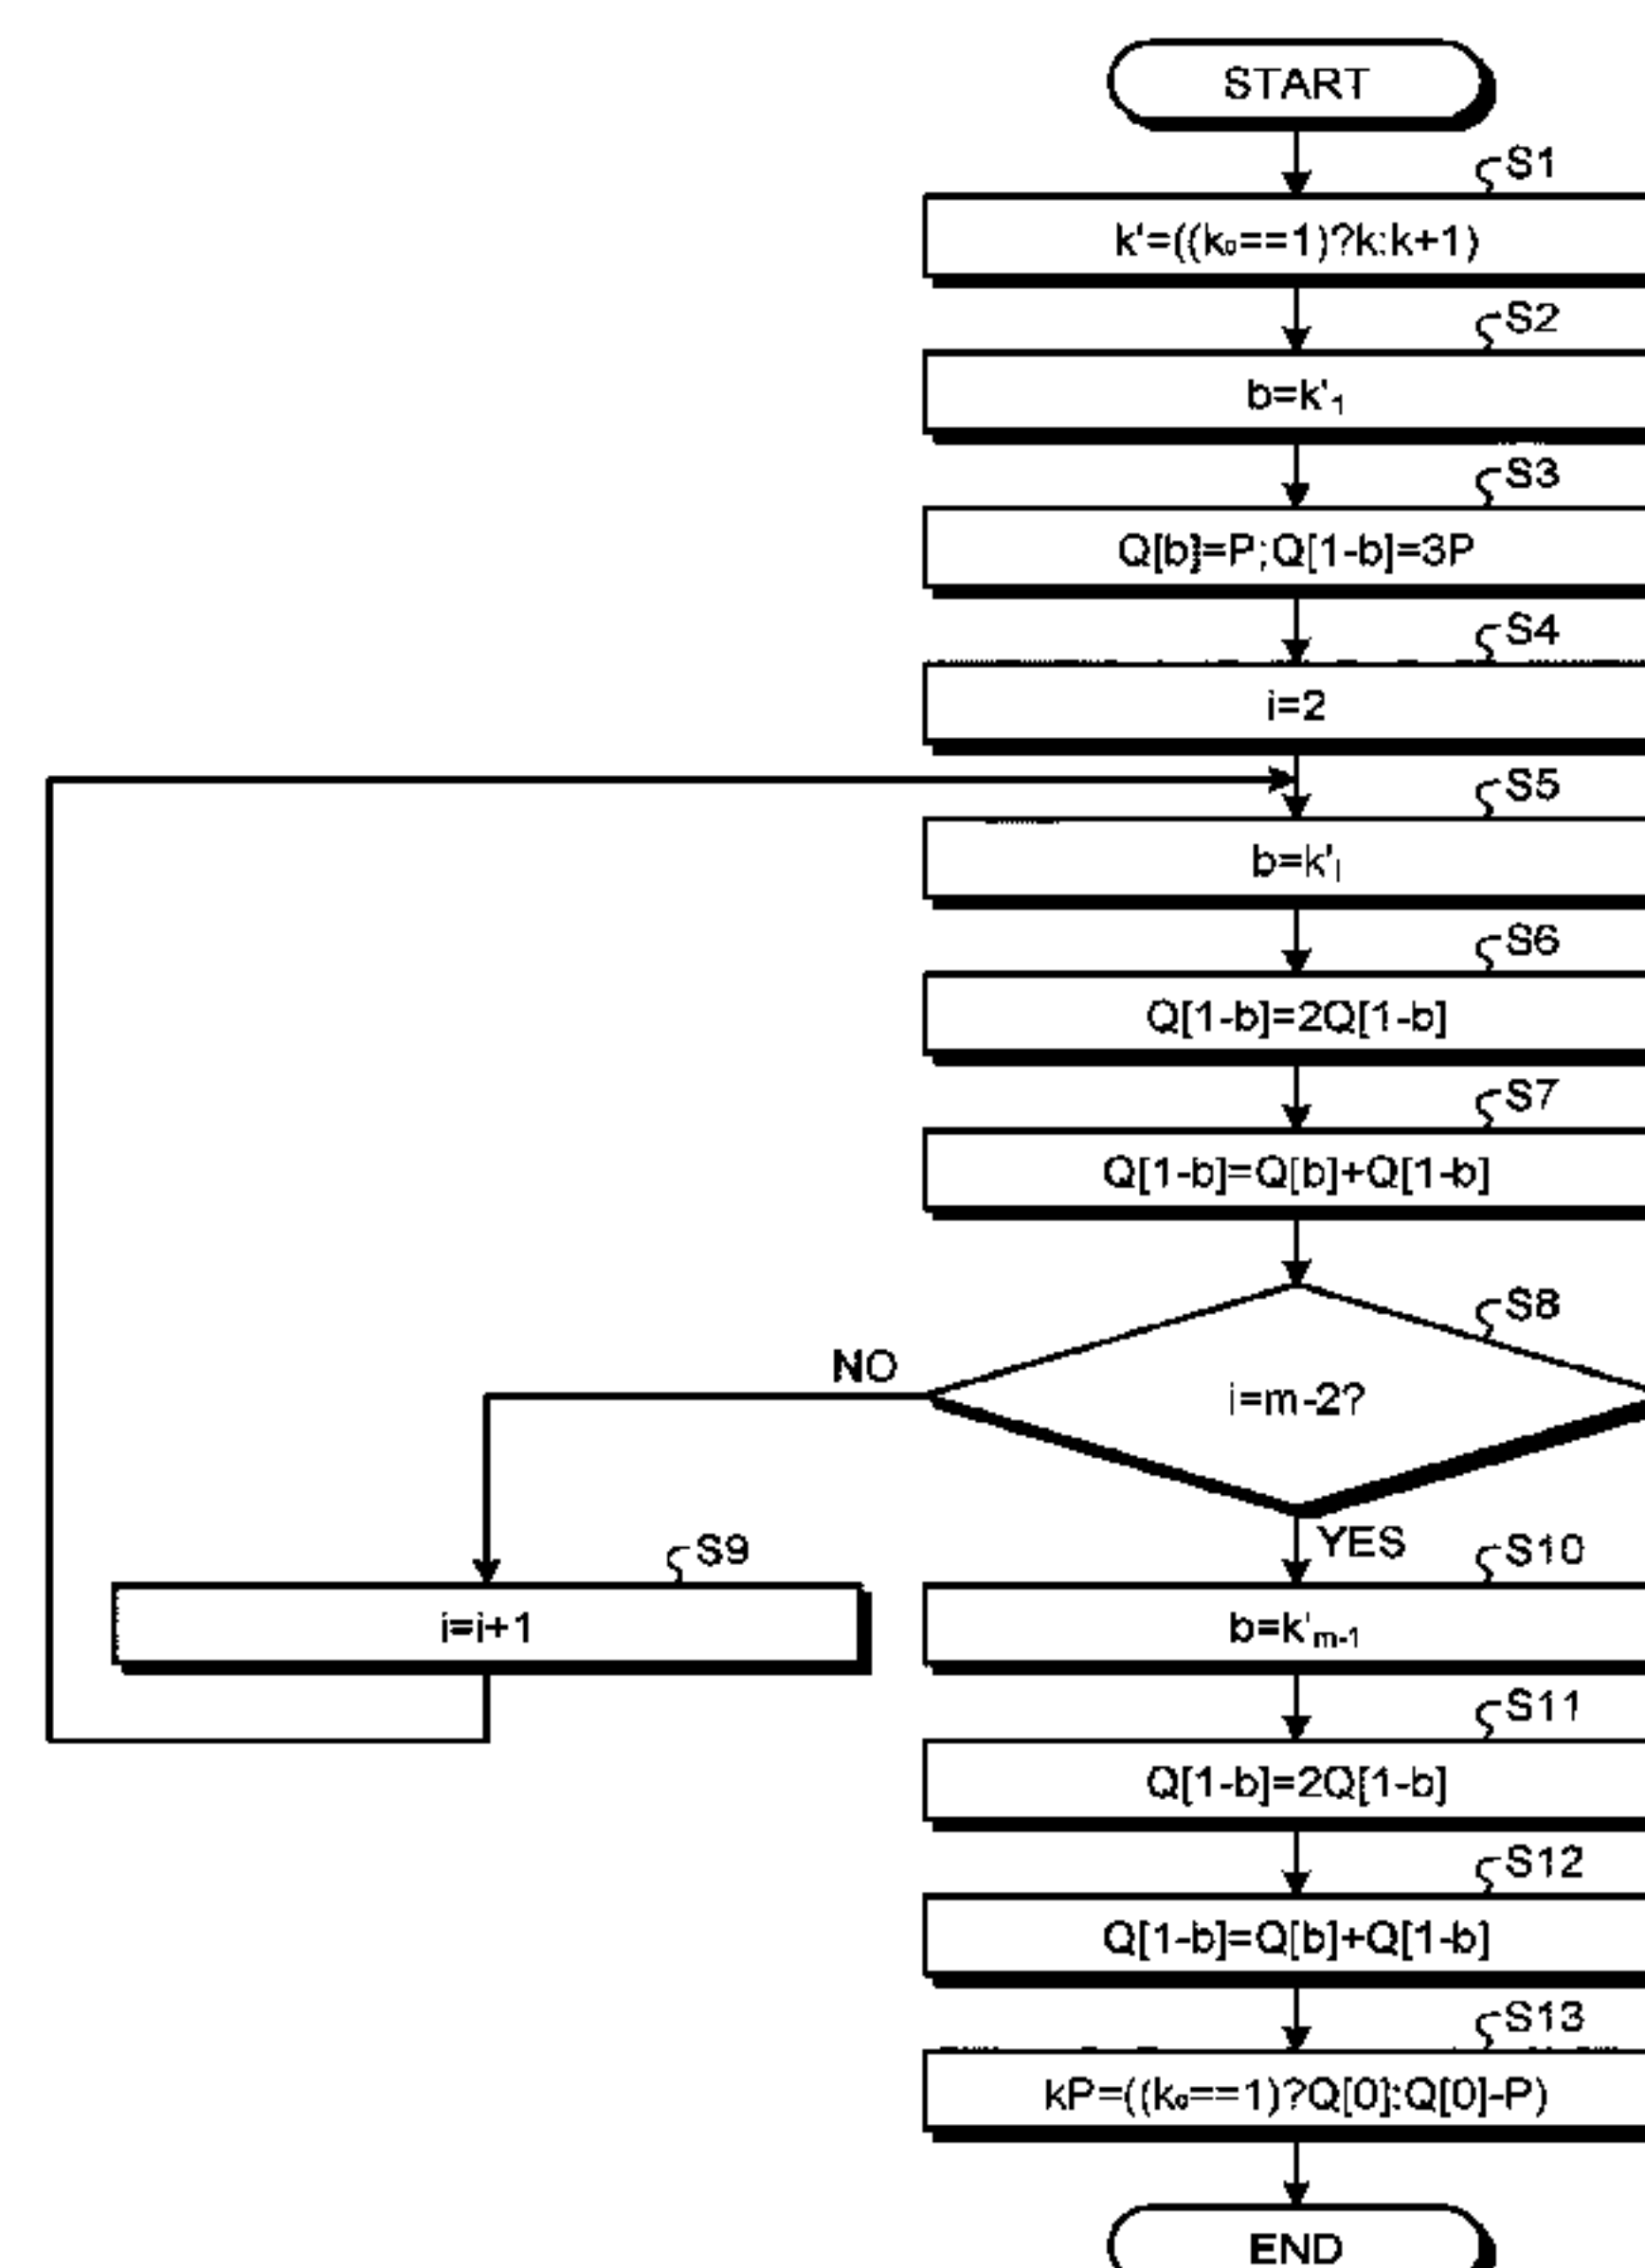 START
S1
k'=((k₀==1)?k:k+1)
S2
b=k'₁
S3
Q[b]=P;Q[1-b]=3P
S4
i=2
S5
b=k'ᵢ
S6
Q[1-b]=2Q[1-b]
S7
Q[1-b]=Q[b]+Q[1-b]
S8
NO
i=m-2?
YES
S9
i=i+1
S10
b=k'ₘ₋₁
S11
Q[1-b]=2Q[1-b]
S12
Q[1-b]=Q[b]+Q[1-b]
S13
kP=((k₀==1)?Q[0]:Q[0]-P)
END